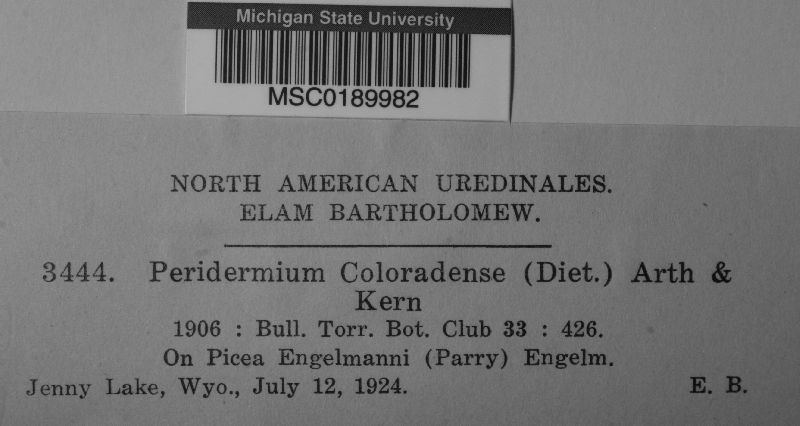 Michigan State University
MSC0189982
NORTH AMERICAN UREDINALES.
ELAM BARTHOLOMEW.
3444. Peridermium Coloradense (Diet.) Arth &
Kern
1906 : Bull. Torr. Bot. Club 33 : 426.
On Picea Engelmanni (Parry) Engelm.
Jenny Lake, Wyo., July 12, 1924. E. B.